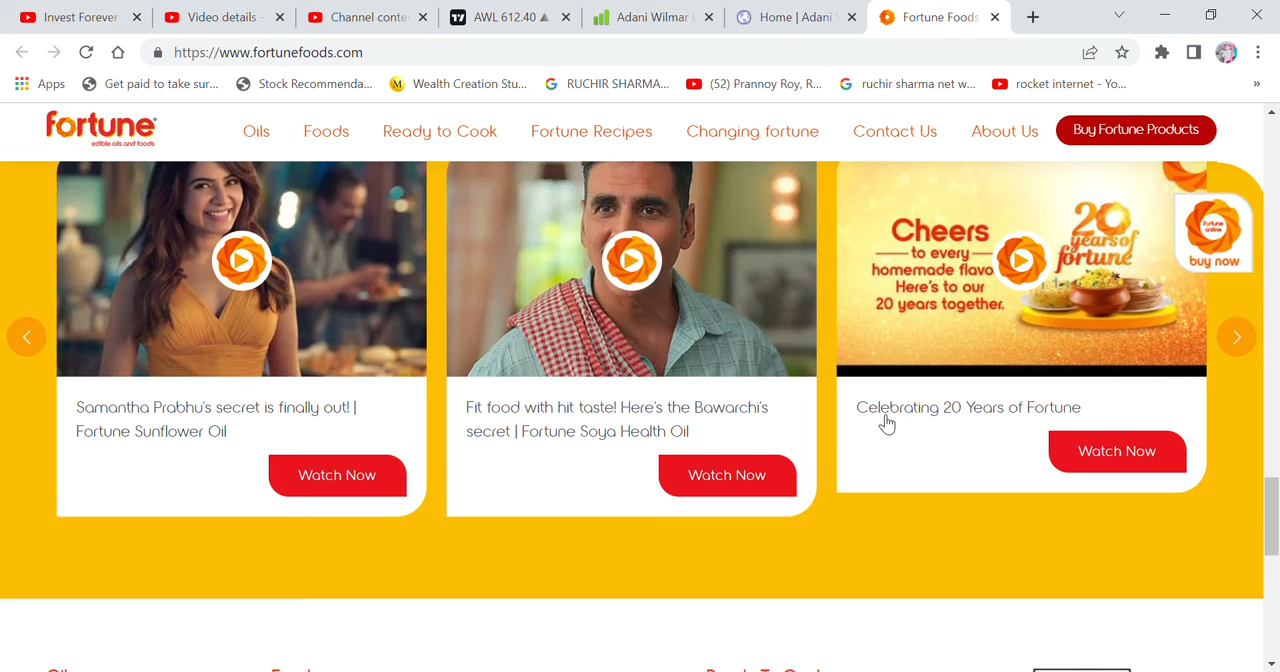 Invest Forever
Video details -
Channel conte
AWL 612.40
Adani Wilmar
Home | Adani
Fortune Foods
https://www.fortunefoods.com
Apps
Get paid to take sur...
Stock Recommenda...
Wealth Creation Stu...
RUCHIR SHARMA...
(52) Prannoy Roy, R...
ruchir sharma net w...
rocket internet - Yo...
»
fortune
edible oils and foods
Oils
Foods
Ready to Cook
Fortune Recipes
Changing fortune
Contact Us
About Us
Buy Fortune Products
Cheers
to every
homemade flavo
Here's to our
20 years together.
20
years of
fortune
fortune
online
buy now
Samantha Prabhu's secret is finally out! |
Fortune Sunflower Oil
Watch Now
Fit food with hit taste! Here's the Bawarchi's
secret | Fortune Soya Health Oil
Watch Now
Celebrating 20 Years of Fortune
Watch Now